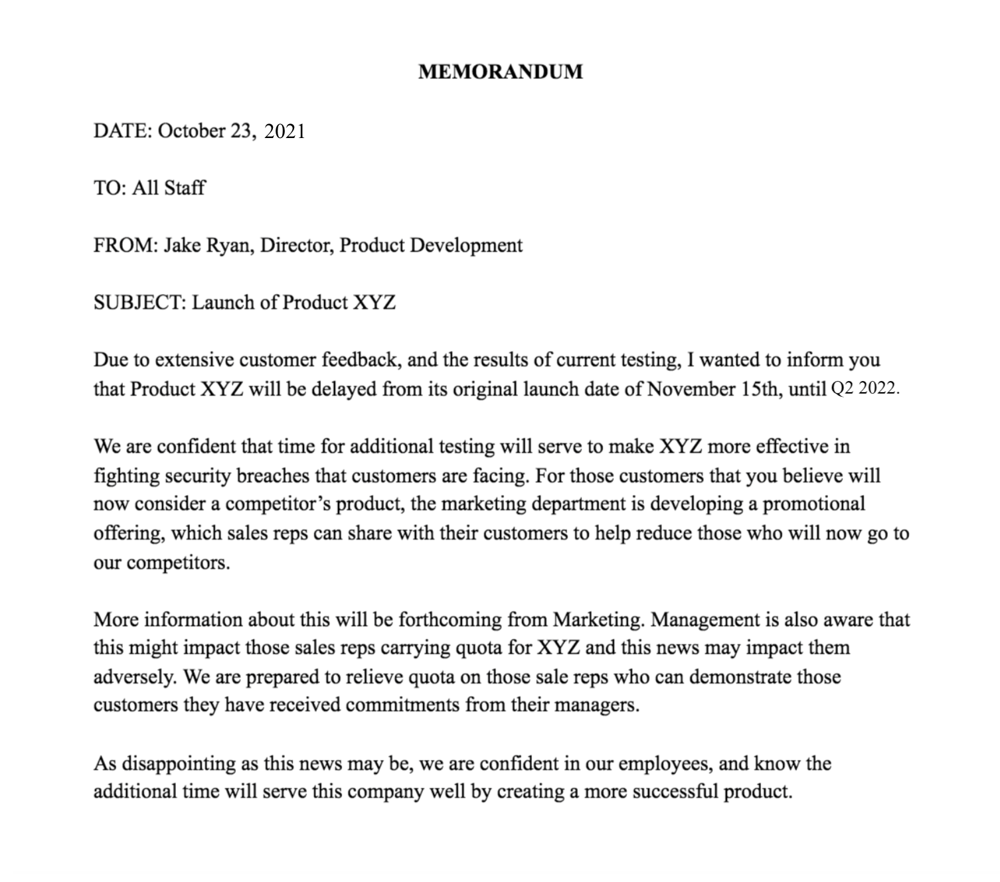 MEMORANDUM
DATE: October 23, 2021
TO: All Staff
FROM: Jake Ryan, Director, Product Development
SUBJECT: Launch of Product XYZ
Due to extensive customer feedback, and the results of current testing, I wanted to inform you
that Product XYZ will be delayed from its original launch date of November 15th, until Q2 2022.
We are confident that time for additional testing will serve to make XYZ more effective in
fighting security breaches that customers are facing. For those customers that you believe will
now consider a competitor’s product, the marketing department is developing a promotional
offering, which sales reps can share with their customers to help reduce those who will now go to
our competitors.
More information about this will be forthcoming from Marketing. Management is also aware that
this might impact those sales reps carrying quota for XYZ and this news may impact them
adversely. We are prepared to relieve quota on those sale reps who can demonstrate those
customers they have received commitments from their managers.
As disappointing as this news may be, we are confident in our employees, and know the
additional time will serve this company well by creating a more successful product.